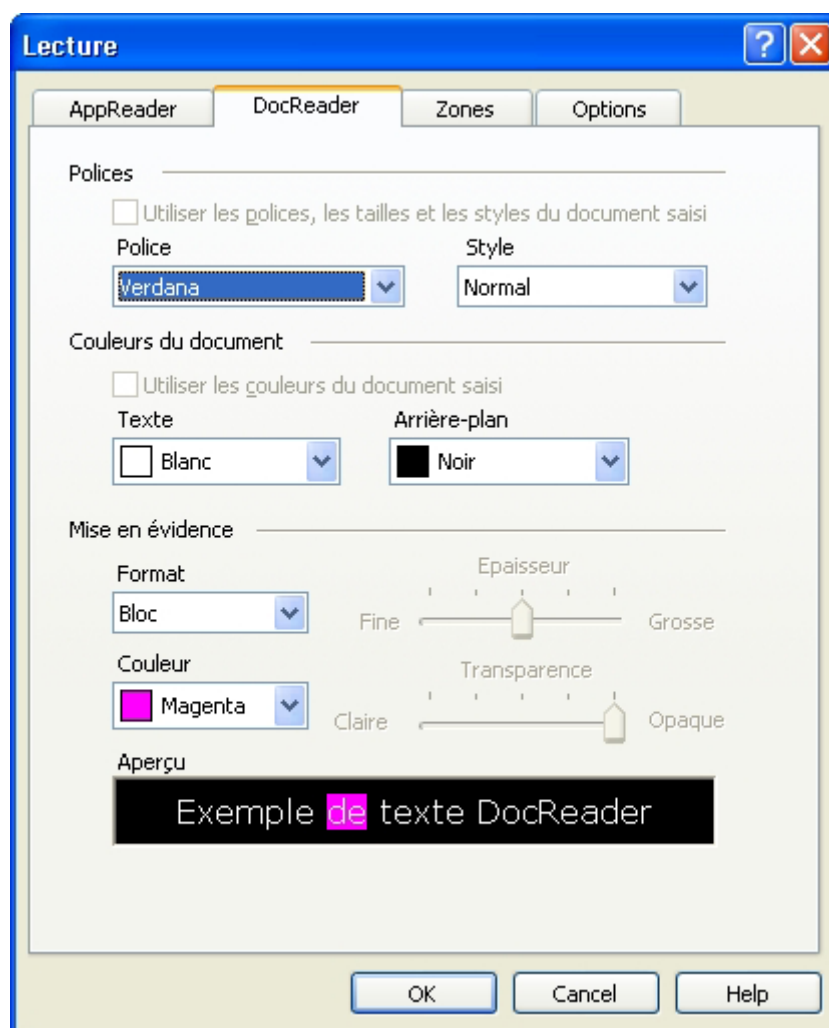 Lecture
AppReader DocReader Zones Options
Polices
Utiliser les polices, les tailles et les styles du document saisi
Police Style
Verdana Normal
Couleurs du document
Utiliser les couleurs du document saisi
Texte Arrière-plan
Blanc Noir
Mise en évidence
Format Epaisseur
Bloc Fine Grosse
Couleur Transparence
Magenta Claire Opaque
Aperçu
Exemple de texte DocReader
OK Cancel Help